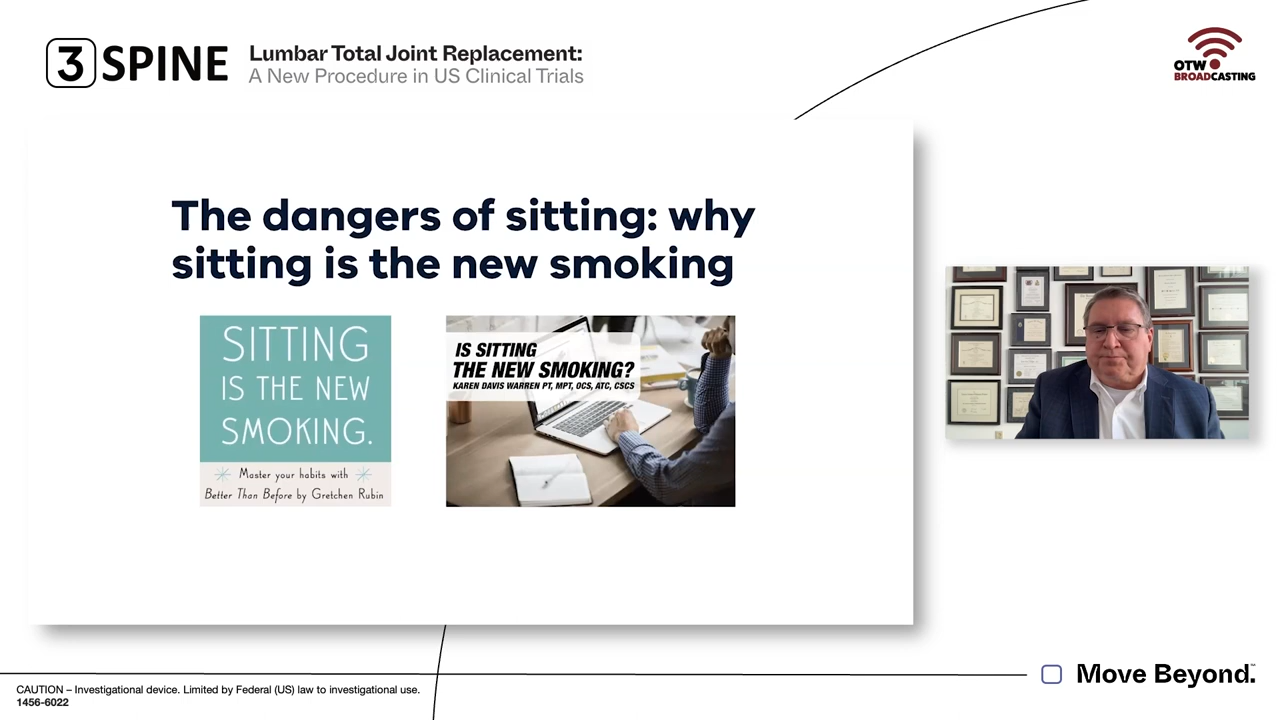 3SPINE
Lumbar Total Joint Replacement:
A New Procedure in US Clinical Trials
OTW
BROADCASTING
The dangers of sitting: why
sitting is the new smoking
SITTING
IS THE NEW
SMOKING.
Master your habits with
Better Than Before by Gretchen Rubin
IS SITTING
THE NEW SMOKING?
KAREN DAVIS WARREN PT, MPT, OCS, ATC, CSCS
CAUTION – Investigational device. Limited by Federal (US) law to investigational use.
1456-6022
Move Beyond.™